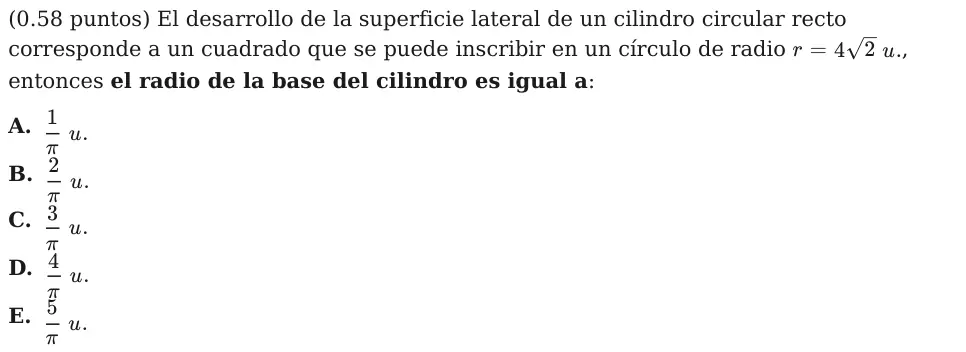 (0.58 puntos) El desarrollo de la superficie lateral de un cilindro circular recto
corresponde a un cuadrado que se puede inscribir en un círculo de radio r = 4√2 u.,
entonces el radio de la base del cilindro es igual a:
A. 1/π u.
B. 2/π u.
C. 3/π u.
D. 4/π u.
E. 5/π u.